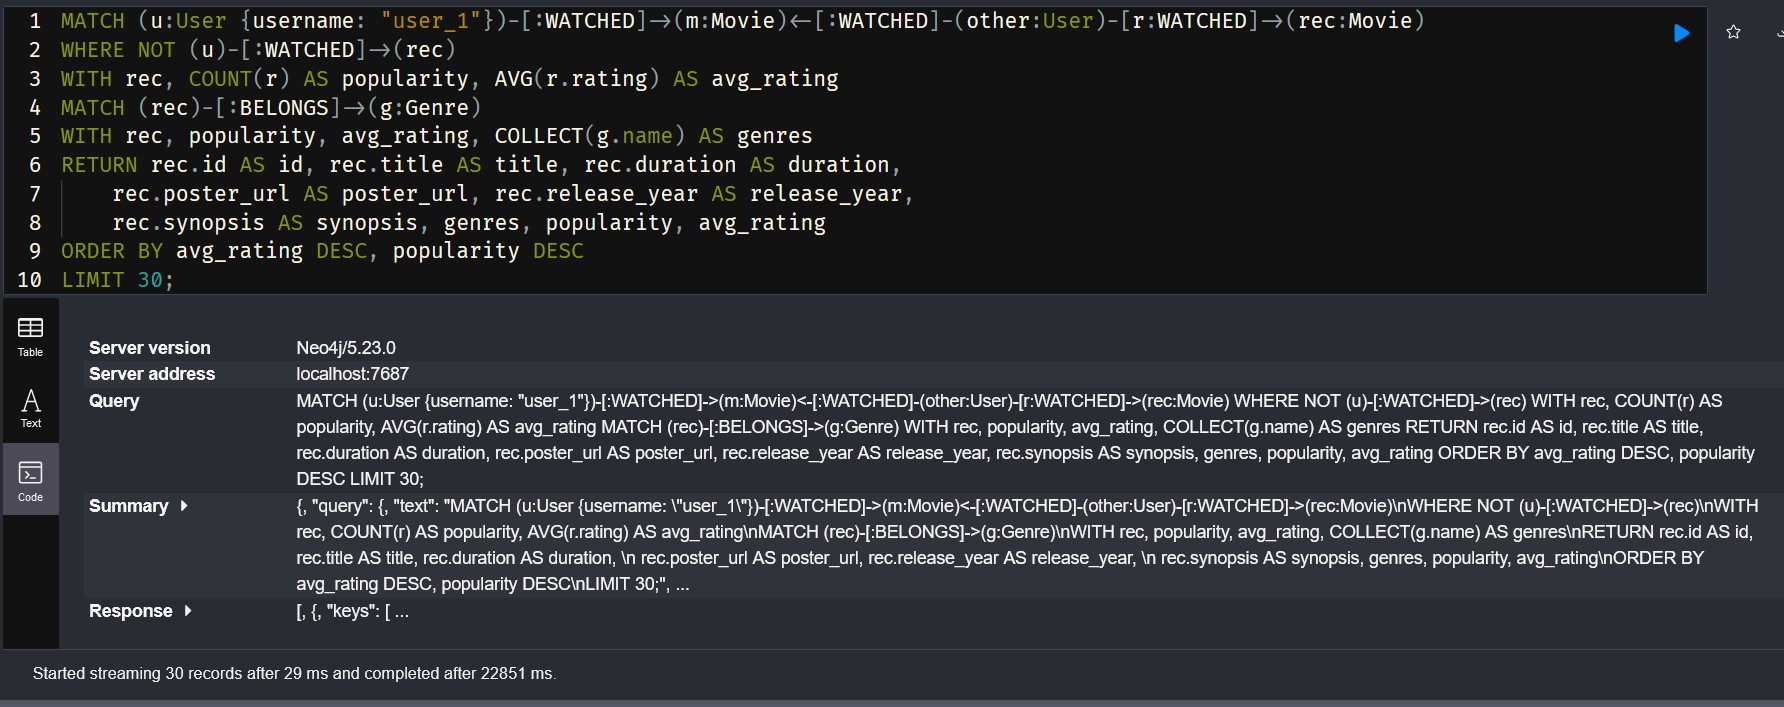 1 MATCH (u:User {username: "user_1"})-[:WATCHED]->(m:Movie)<-[:WATCHED]-(other:User)-[r:WATCHED]->(rec:Movie)
2 WHERE NOT (u)-[:WATCHED]->(rec)
3 WITH rec, COUNT(r) AS popularity, AVG(r.rating) AS avg_rating
4 MATCH (rec)-[:BELONGS]->(g:Genre)
5 WITH rec, popularity, avg_rating, COLLECT(g.name) AS genres
6 RETURN rec.id AS id, rec.title AS title, rec.duration AS duration,
7 rec.poster_url AS poster_url, rec.release_year AS release_year,
8 rec.synopsis AS synopsis, genres, popularity, avg_rating
9 ORDER BY avg_rating DESC, popularity DESC
10 LIMIT 30;
Table
Text
Code
Server version Neo4j/5.23.0
Server address localhost:7687
Query MATCH (u:User {username: "user_1"})-[:WATCHED]->(m:Movie)<-[:WATCHED]-(other:User)-[r:WATCHED]->(rec:Movie) WHERE NOT (u)-[:WATCHED]->(rec) WITH rec, COUNT(r) AS
popularity, AVG(r.rating) AS avg_rating MATCH (rec)-[:BELONGS]->(g:Genre) WITH rec, popularity, avg_rating, COLLECT(g.name) AS genres RETURN rec.id AS id, rec.title AS title,
rec.duration AS duration, rec.poster_url AS poster_url, rec.release_year AS release_year, rec.synopsis AS synopsis, genres, popularity, avg_rating ORDER BY avg_rating DESC, popularity
DESC LIMIT 30;
Summary {, "query": {, "text": "MATCH (u:User {username: \"user_1\"})-[:WATCHED]->(m:Movie)<-[:WATCHED]-(other:User)-[r:WATCHED]->(rec:Movie)\nWHERE NOT (u)-[:WATCHED]->(rec)\nWITH
rec, COUNT(r) AS popularity, AVG(r.rating) AS avg_rating\nMATCH (rec)-[:BELONGS]->(g:Genre)\nWITH rec, popularity, avg_rating, COLLECT(g.name) AS genres\nRETURN rec.id AS id,
rec.title AS title, rec.duration AS duration, \n rec.poster_url AS poster_url, rec.release_year AS release_year, \n rec.synopsis AS synopsis, genres, popularity, avg_rating\nORDER BY
avg_rating DESC, popularity DESC\nLIMIT 30;", ...
Response [, {, "keys": [ ...
Started streaming 30 records after 29 ms and completed after 22851 ms.